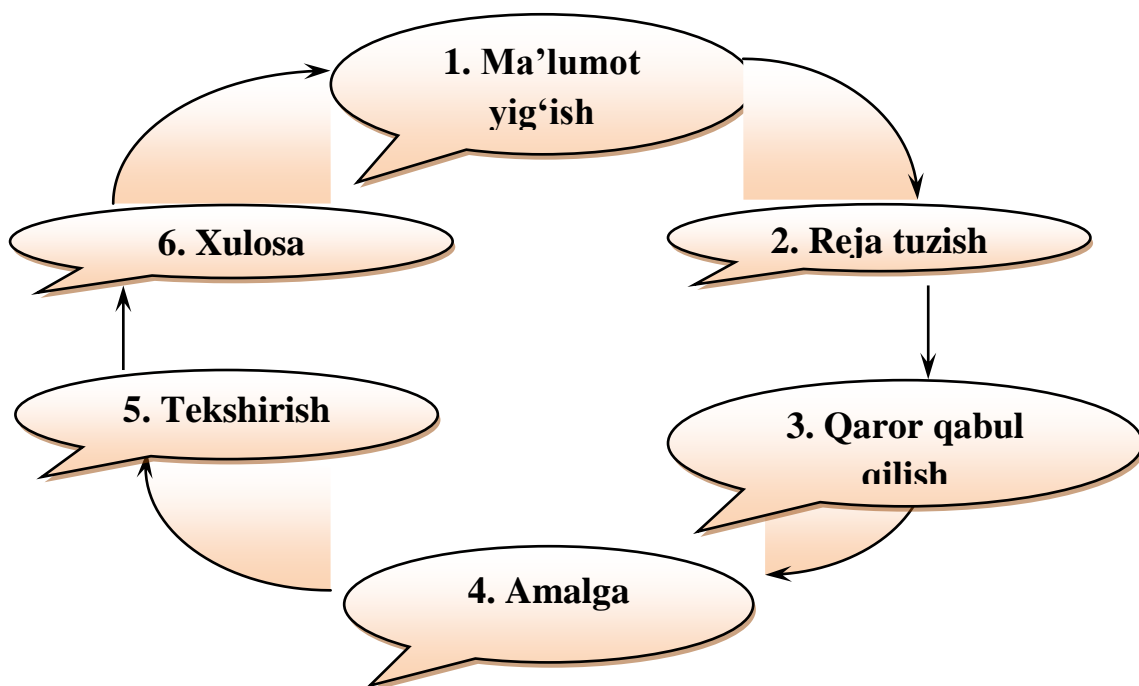 1. Ma’lumot
yig‘ish
2. Reja tuzish
3. Qaror qabul
qilish
4. Amalga
5. Tekshirish
6. Xulosa